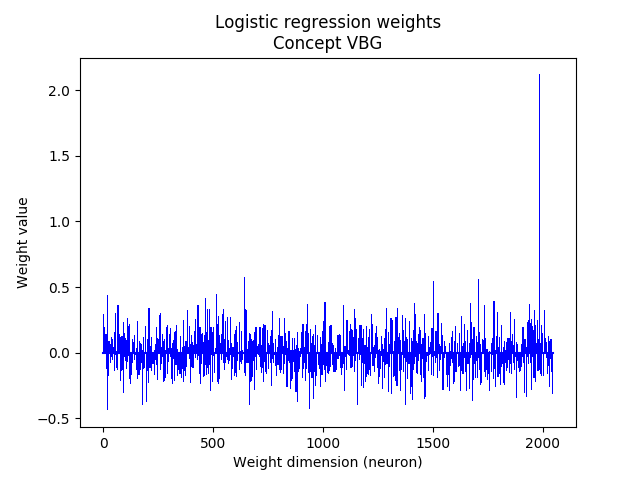 Logistic regression weights
Concept VBG
Weight value
2.0
1.5
1.0
0.5
0.0
−0.5
0
500
1000
1500
2000
Weight dimension (neuron)